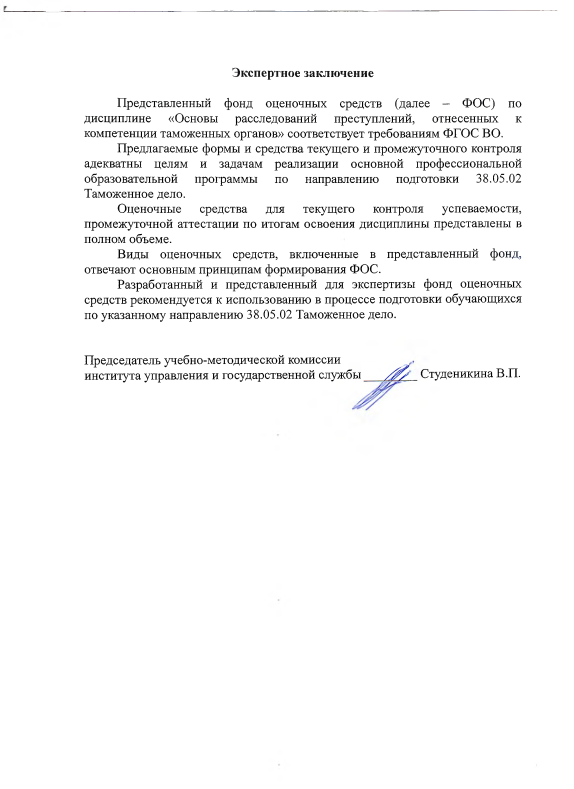 Экспертное заключение
Представленный фонд оценочных средств (далее – ФОС) по
дисциплине «Основы расследований преступлений, отнесенных к
компетенции таможенных органов» соответствует требованиям ФГОС ВО.
Предлагаемые формы и средства текущего и промежуточного контроля
адекватны целям и задачам реализации основной профессиональной
образовательной программы по направлению подготовки 38.05.02
Таможенное дело.
Оценочные средства для текущего контроля успеваемости,
промежуточной аттестации по итогам освоения дисциплины представлены в
полном объеме.
Виды оценочных средств, включенные в представленный фонд,
отвечают основным принципам формирования ФОС.
Разработанный и представленный для экспертизы фонд оценочных
средств рекомендуется к использованию в процессе подготовки обучающихся
по указанному направлению 38.05.02 Таможенное дело.
Председатель учебно-методической комиссии
института управления и государственной службы ________ Студеникина В.П.